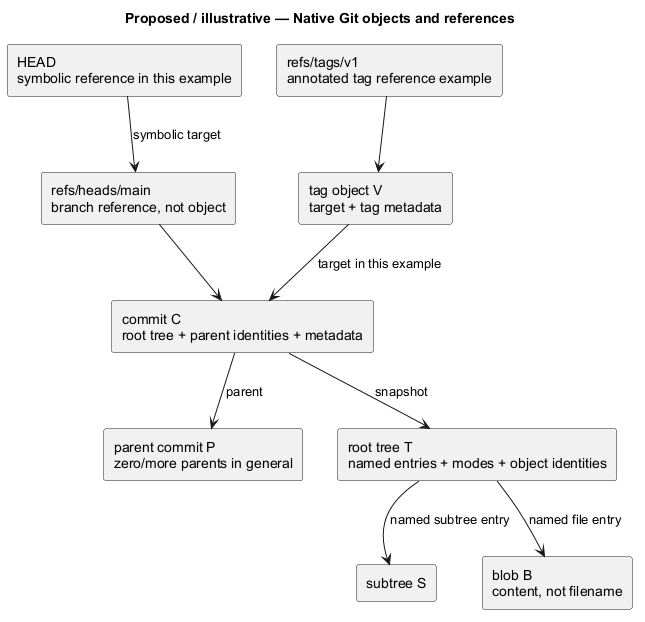 Proposed / illustrative — Native Git objects and references
HEAD
symbolic reference in this example
refs/tags/v1
annotated tag reference example
symbolic target
refs/heads/main
branch reference, not object
tag object V
target + tag metadata
target in this example
commit C
root tree + parent identities + metadata
parent
snapshot
parent commit P
zero/more parents in general
root tree T
named entries + modes + object identities
named subtree entry
named file entry
subtree S
blob B
content, not filename